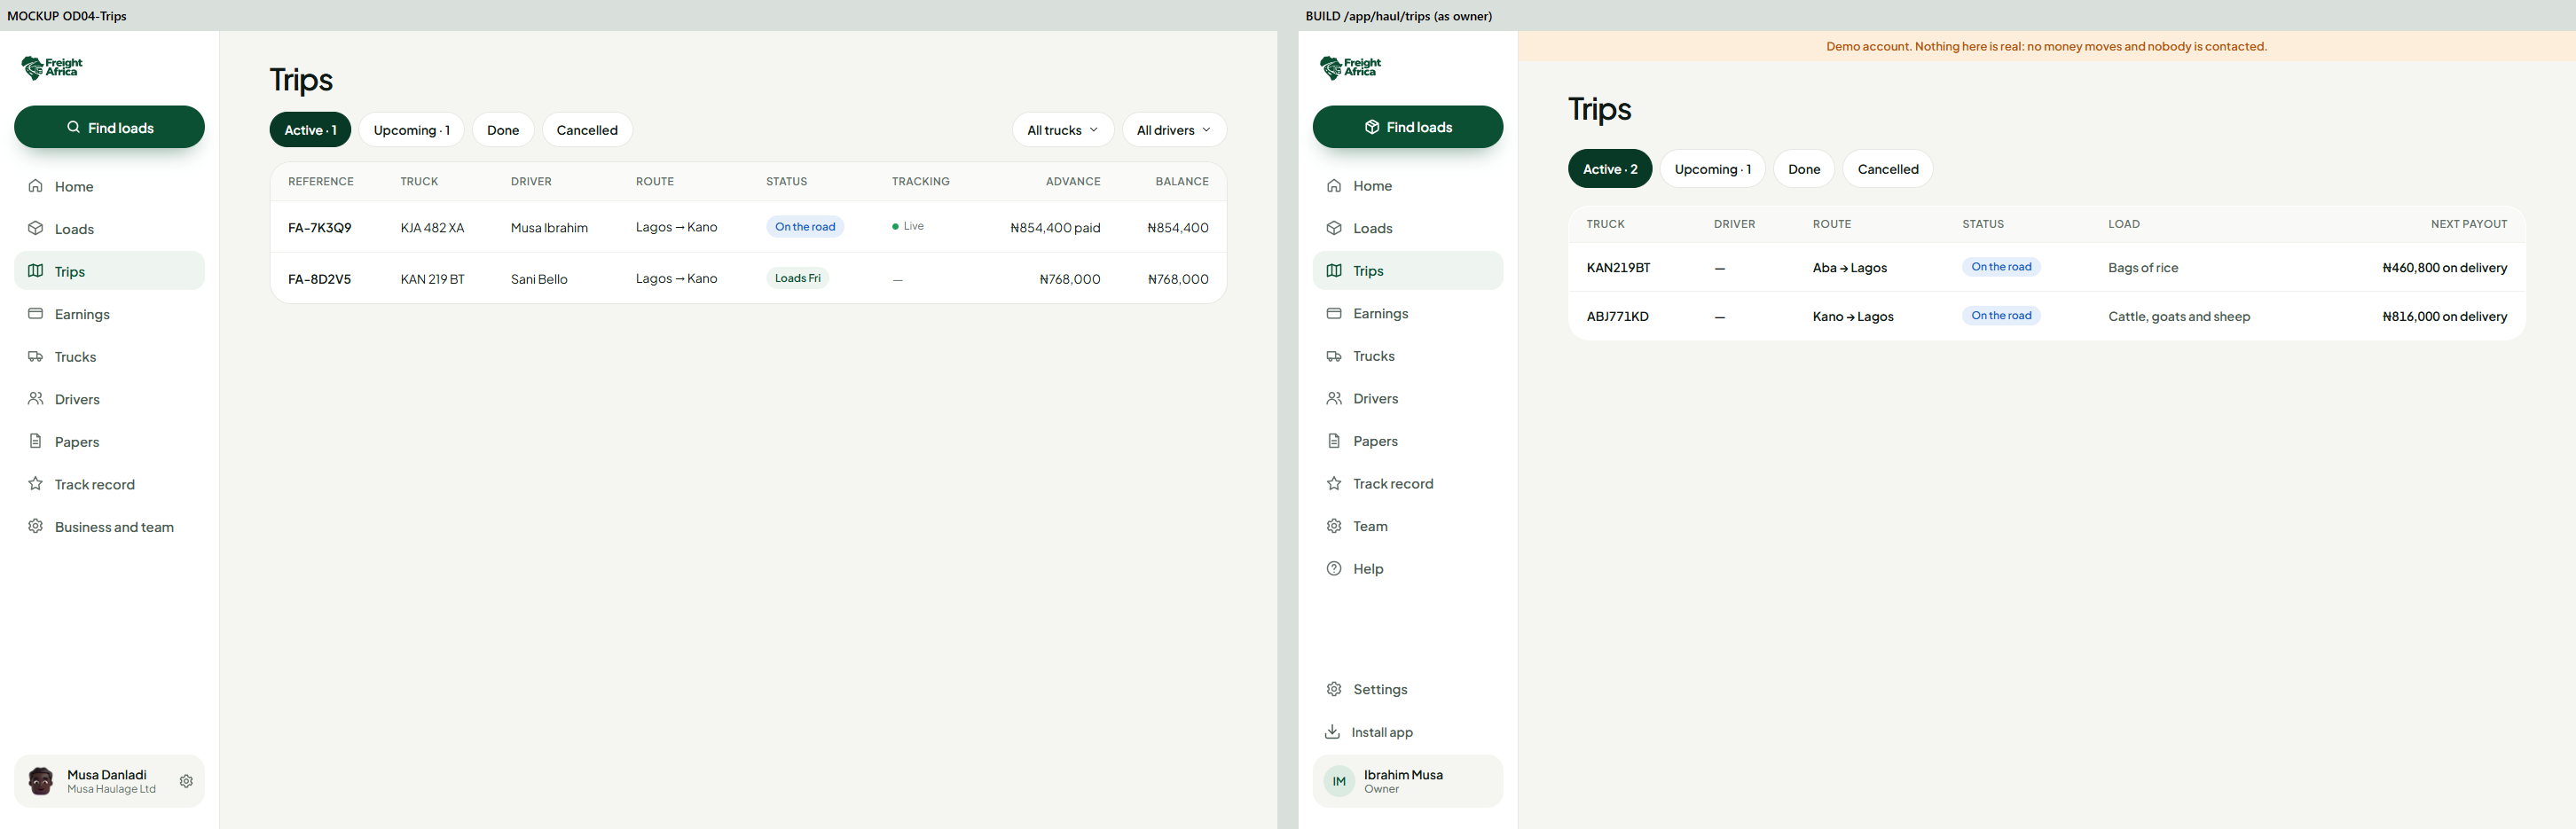 MOCKUP OD04-Trips
Freight
Africa
Find loads
Home
Loads
Trips
Earnings
Trucks
Drivers
Papers
Track record
Business and team
Musa Danladi
Musa Haulage Ltd
Trips
Active · 1 Upcoming · 1 Done Cancelled All trucks All drivers
REFERENCE TRUCK DRIVER ROUTE STATUS TRACKING ADVANCE BALANCE
FA-7K3Q9 KJA 482 XA Musa Ibrahim Lagos → Kano On the road Live ₦854,400 paid ₦854,400
FA-8D2V5 KAN 219 BT Sani Bello Lagos → Kano Loads Fri — ₦768,000 ₦768,000
BUILD /app/haul/trips (as owner)
Freight
Africa
Find loads
Home
Loads
Trips
Earnings
Trucks
Drivers
Papers
Track record
Team
Help
Settings
Install app
IM
Ibrahim Musa
Owner
Demo account. Nothing here is real: no money moves and nobody is contacted.
Trips
Active · 2 Upcoming · 1 Done Cancelled
TRUCK DRIVER ROUTE STATUS LOAD NEXT PAYOUT
KAN219BT — Aba → Lagos On the road Bags of rice ₦460,800 on delivery
ABJ771KD — Kano → Lagos On the road Cattle, goats and sheep ₦816,000 on delivery